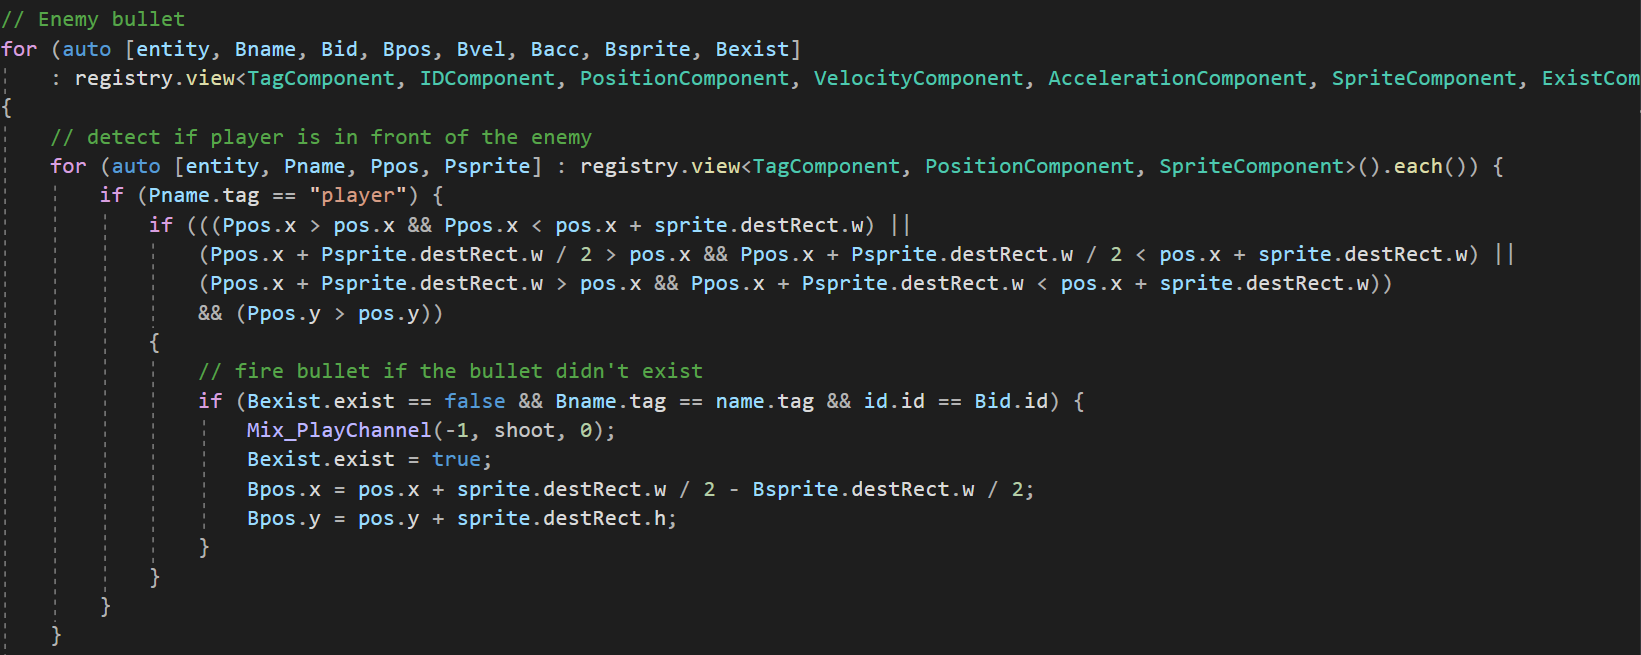 // Enemy bullet
for (auto [entity, Bname, Bid, Bpos, Bvel, Bacc, Bsprite, Bexist]
    : registry.view<TagComponent, IDComponent, PositionComponent, VelocityComponent, AccelerationComponent, SpriteComponent, ExistCom
{
    // detect if player is in front of the enemy
    for (auto [entity, Pname, Ppos, Psprite] : registry.view<TagComponent, PositionComponent, SpriteComponent>().each()) {
        if (Pname.tag == "player") {
            if (((Ppos.x > pos.x && Ppos.x < pos.x + sprite.destRect.w) ||
                (Ppos.x + Psprite.destRect.w / 2 > pos.x && Ppos.x + Psprite.destRect.w / 2 < pos.x + sprite.destRect.w) ||
                (Ppos.x + Psprite.destRect.w > pos.x && Ppos.x + Psprite.destRect.w < pos.x + sprite.destRect.w))
                && (Ppos.y > pos.y))
            {
                // fire bullet if the bullet didn't exist
                if (Bexist.exist == false && Bname.tag == name.tag && id.id == Bid.id) {
                    Mix_PlayChannel(-1, shoot, 0);
                    Bexist.exist = true;
                    Bpos.x = pos.x + sprite.destRect.w / 2 - Bsprite.destRect.w / 2;
                    Bpos.y = pos.y + sprite.destRect.h;
                }
            }
        }
    }